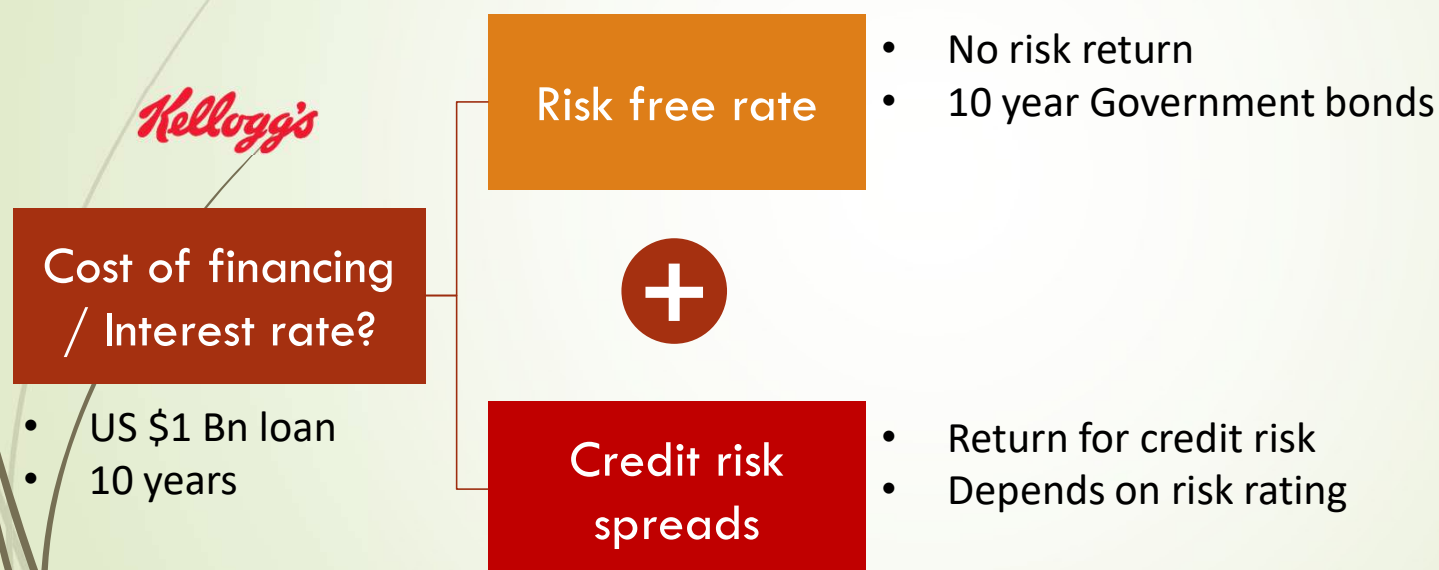 Kellogg's
Cost of financing
/ Interest rate?
• US $1 Bn loan
• 10 years
Risk free rate
• No risk return
• 10 year Government bonds
+
Credit risk
spreads
• Return for credit risk
• Depends on risk rating